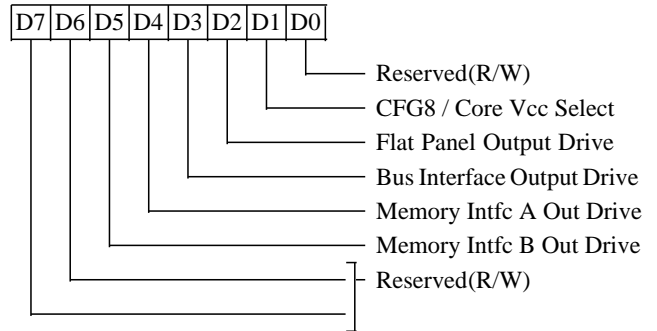 D7 D6 D5 D4 D3 D2 D1 D0
Reserved(R/W)
CFG8 / Core Vcc Select
Flat Panel Output Drive
Bus Interface Output Drive
Memory Intfc A Out Drive
Memory Intfc B Out Drive
Reserved(R/W)